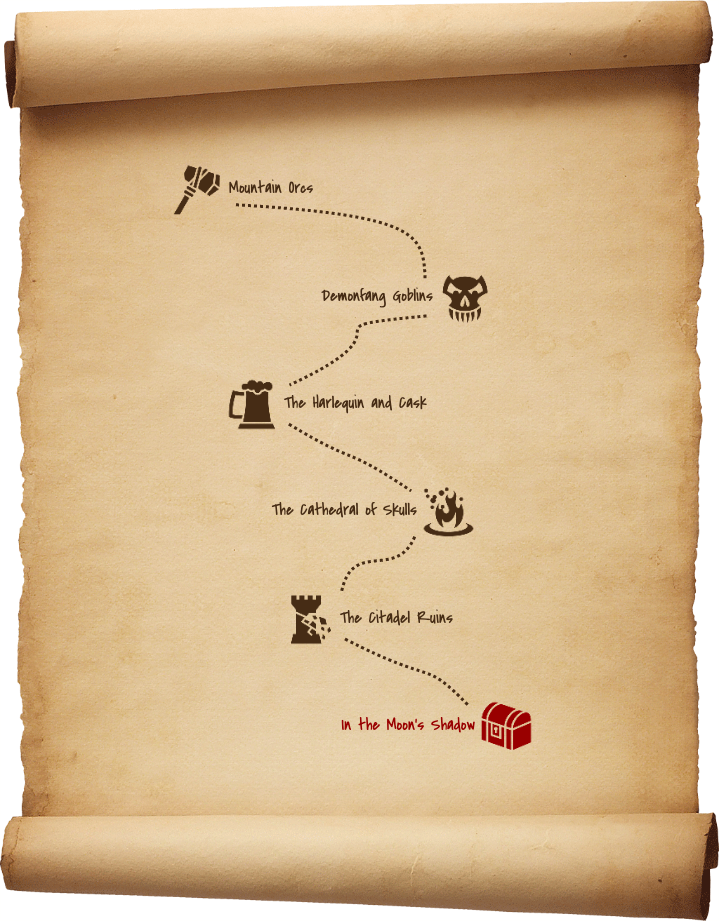 Mountain Orcs
Demonfang Goblins
The Harlequin and Cask
The Cathedral of Skulls
The Citadel Ruins
In the Moon's Shadow